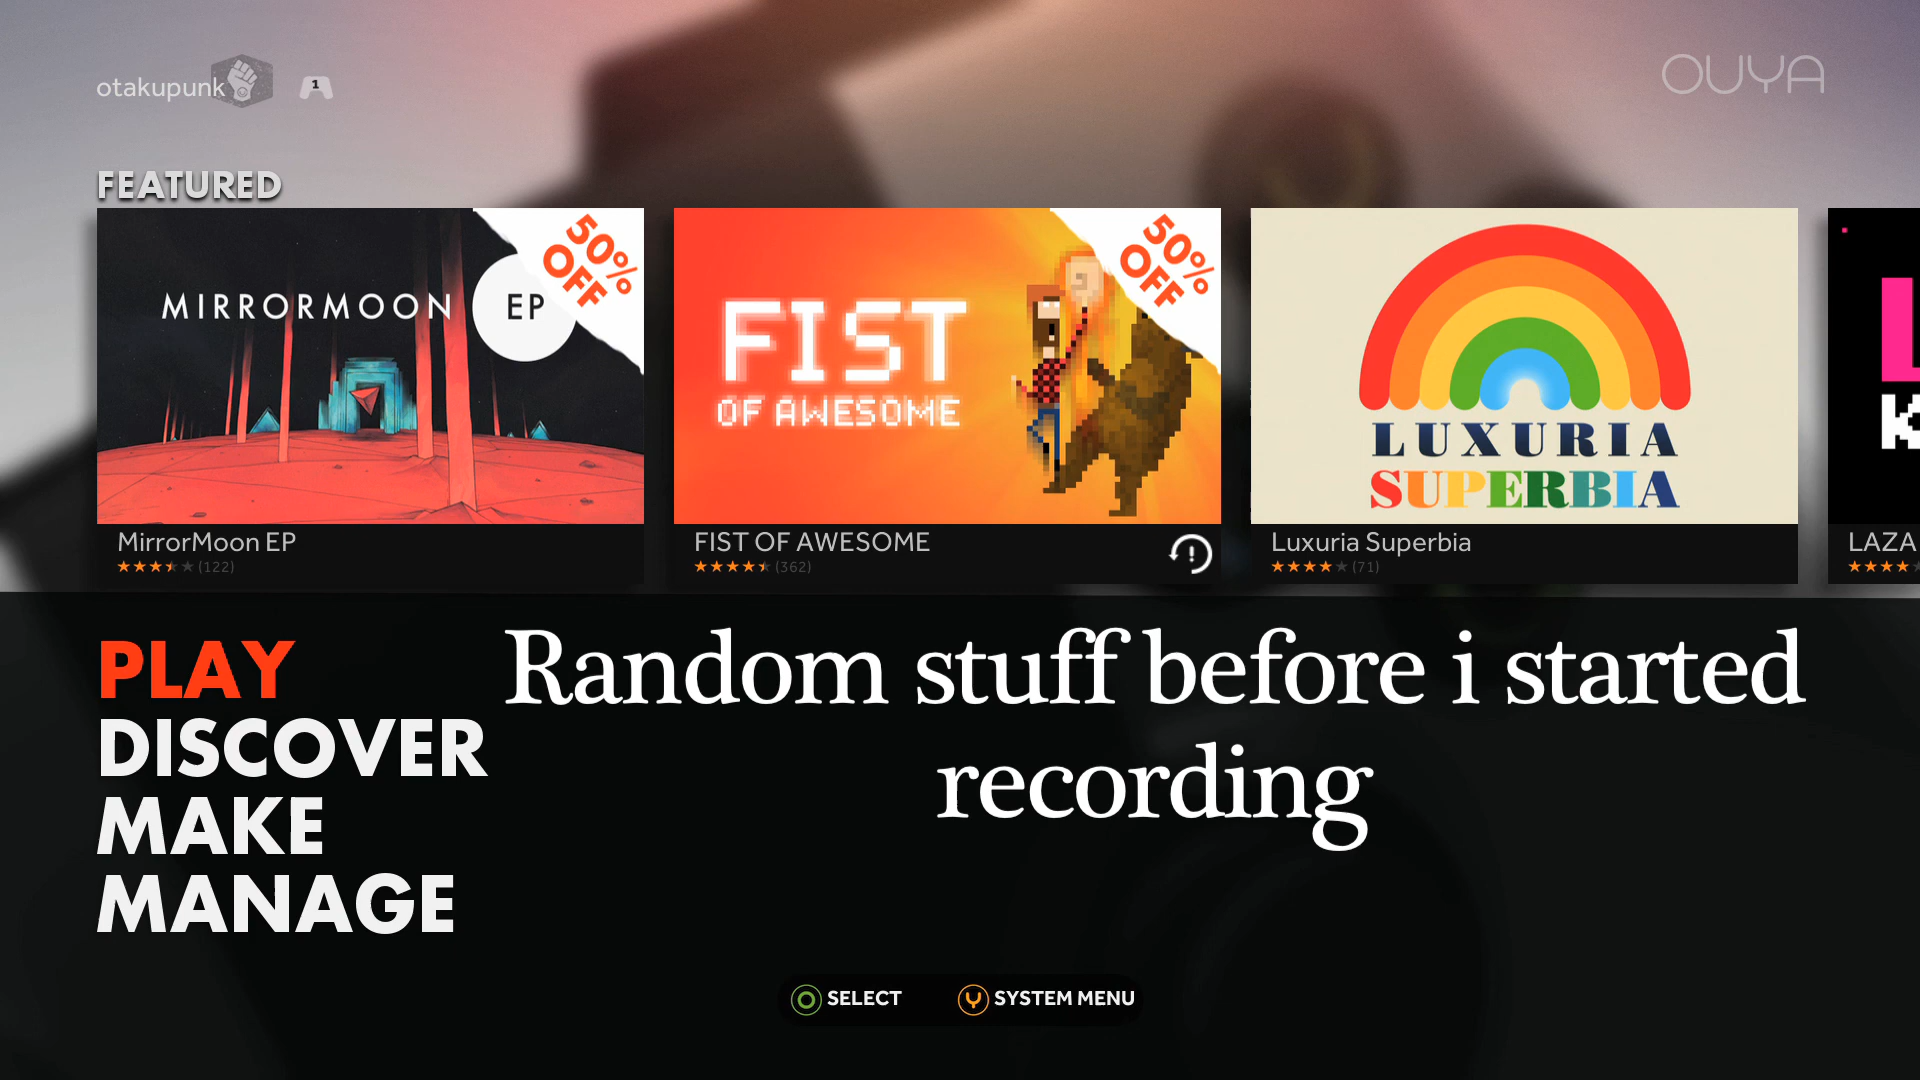 otakupunk
1
OUYA
FEATURED
MIRRORMOON EP
50%
OFF
FIST
OF AWESOME
50%
OFF
LUXURIA
SUPERBIA
L
K
MirrorMoon EP
(122)
FIST OF AWESOME
(362)
Luxuria Superbia
(71)
LAZA
PLAY
DISCOVER
MAKE
MANAGE
Random stuff before i started
recording
O SELECT
Y SYSTEM MENU